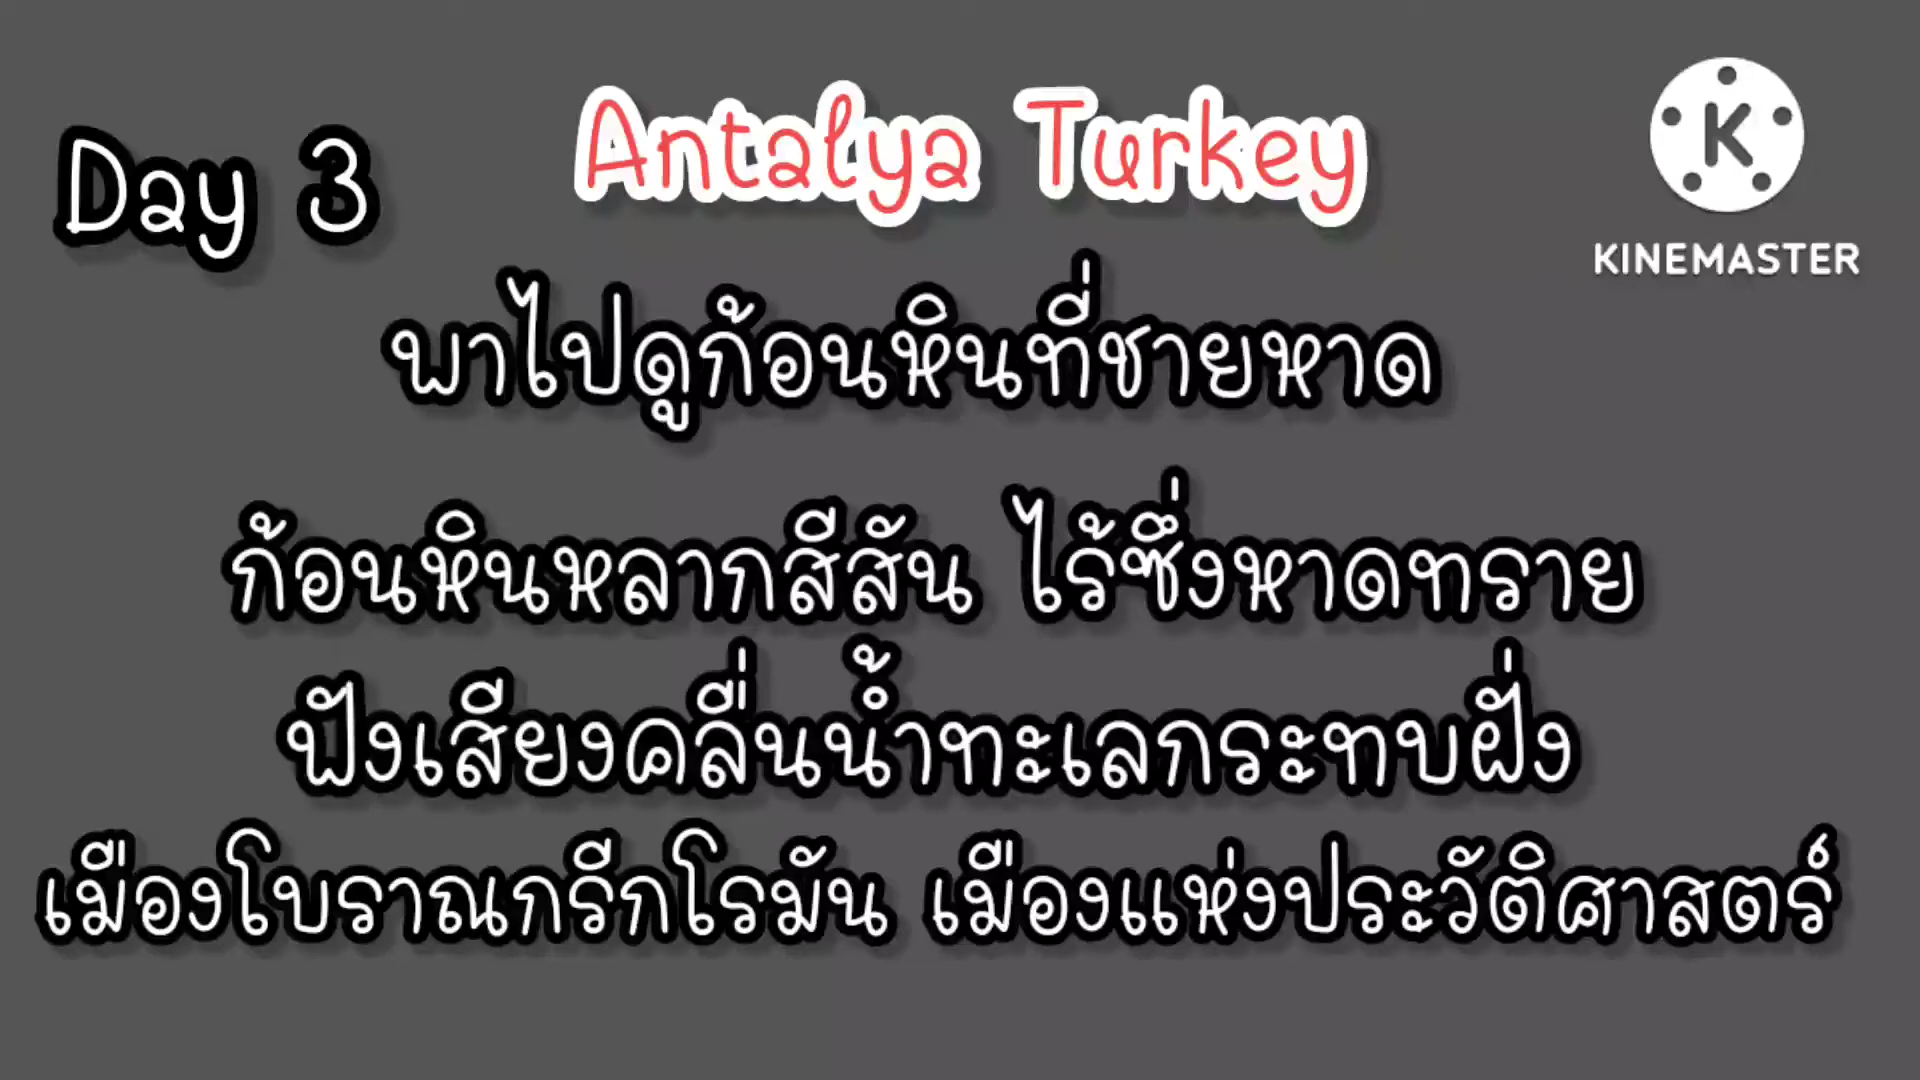 Day 3
Antalya Turkey
K
KINEMASTER
พาไปดูก้อนหินที่ชายหาด
ก้อนหินหลากสีสัน ไร้ซึ่งหาดทราย
ฟังเสียงคลื่นน้ำทะเลกระทบฝั่ง
เมืองโบราณกรีกโรมัน เมืองแห่งประวัติศาสตร์